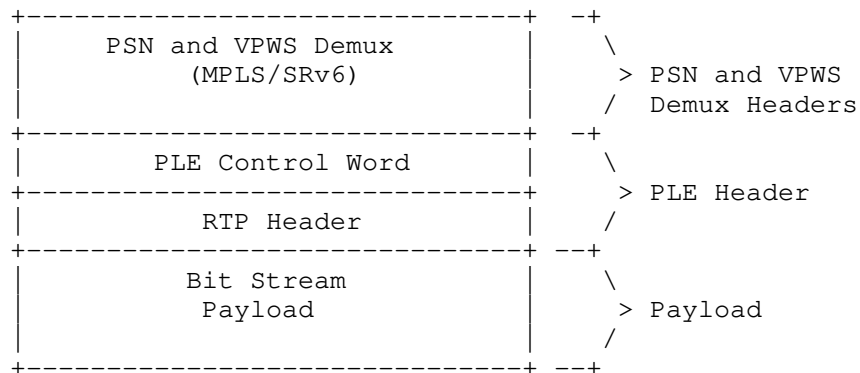 +-------------------------------+  -+
|     PSN and VPWS Demux        |    \
|          (MPLS/SRv6)          |     > PSN and VPWS
|                               |    /  Demux Headers
+-------------------------------+  -+
|        PLE Control Word       |    \
+-------------------------------+     > PLE Header
|           RTP Header          |    /
+-------------------------------+ --+
|          Bit Stream           |    \
|           Payload             |     > Payload
|                               |    /
+-------------------------------+ --+